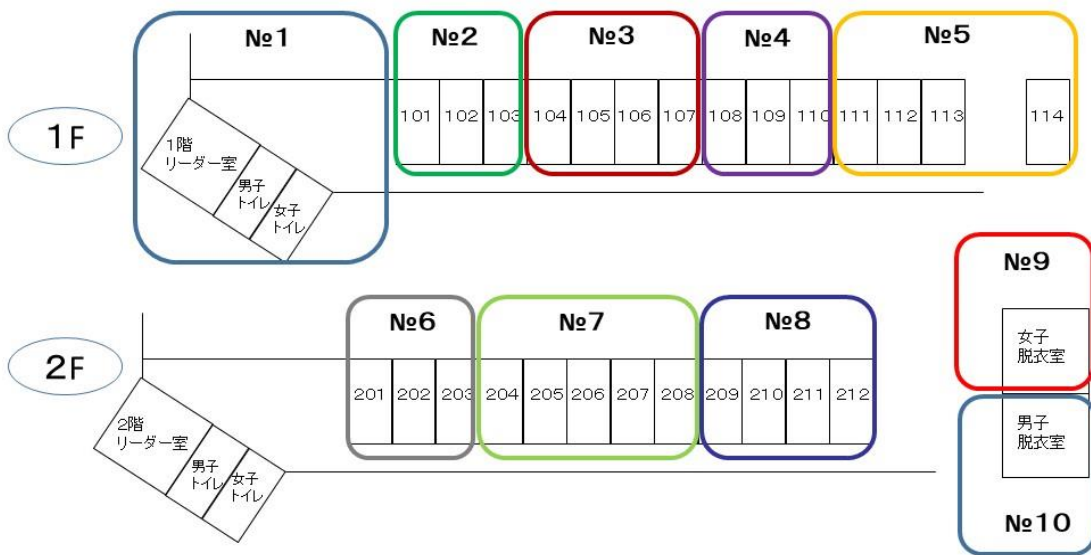 №1
№2
№3
№4
№5
1F
101 102 103 104 105 106 107 108 109 110 111 112 113 114
1階
リーダー室
男子
トイレ
女子
トイレ
№9
№6
№7
№8
2F
女子
脱衣室
201 202 203 204 205 206 207 208 209 210 211 212
2階
リーダー室
男子
脱衣室
男子
トイレ
女子
トイレ
№10